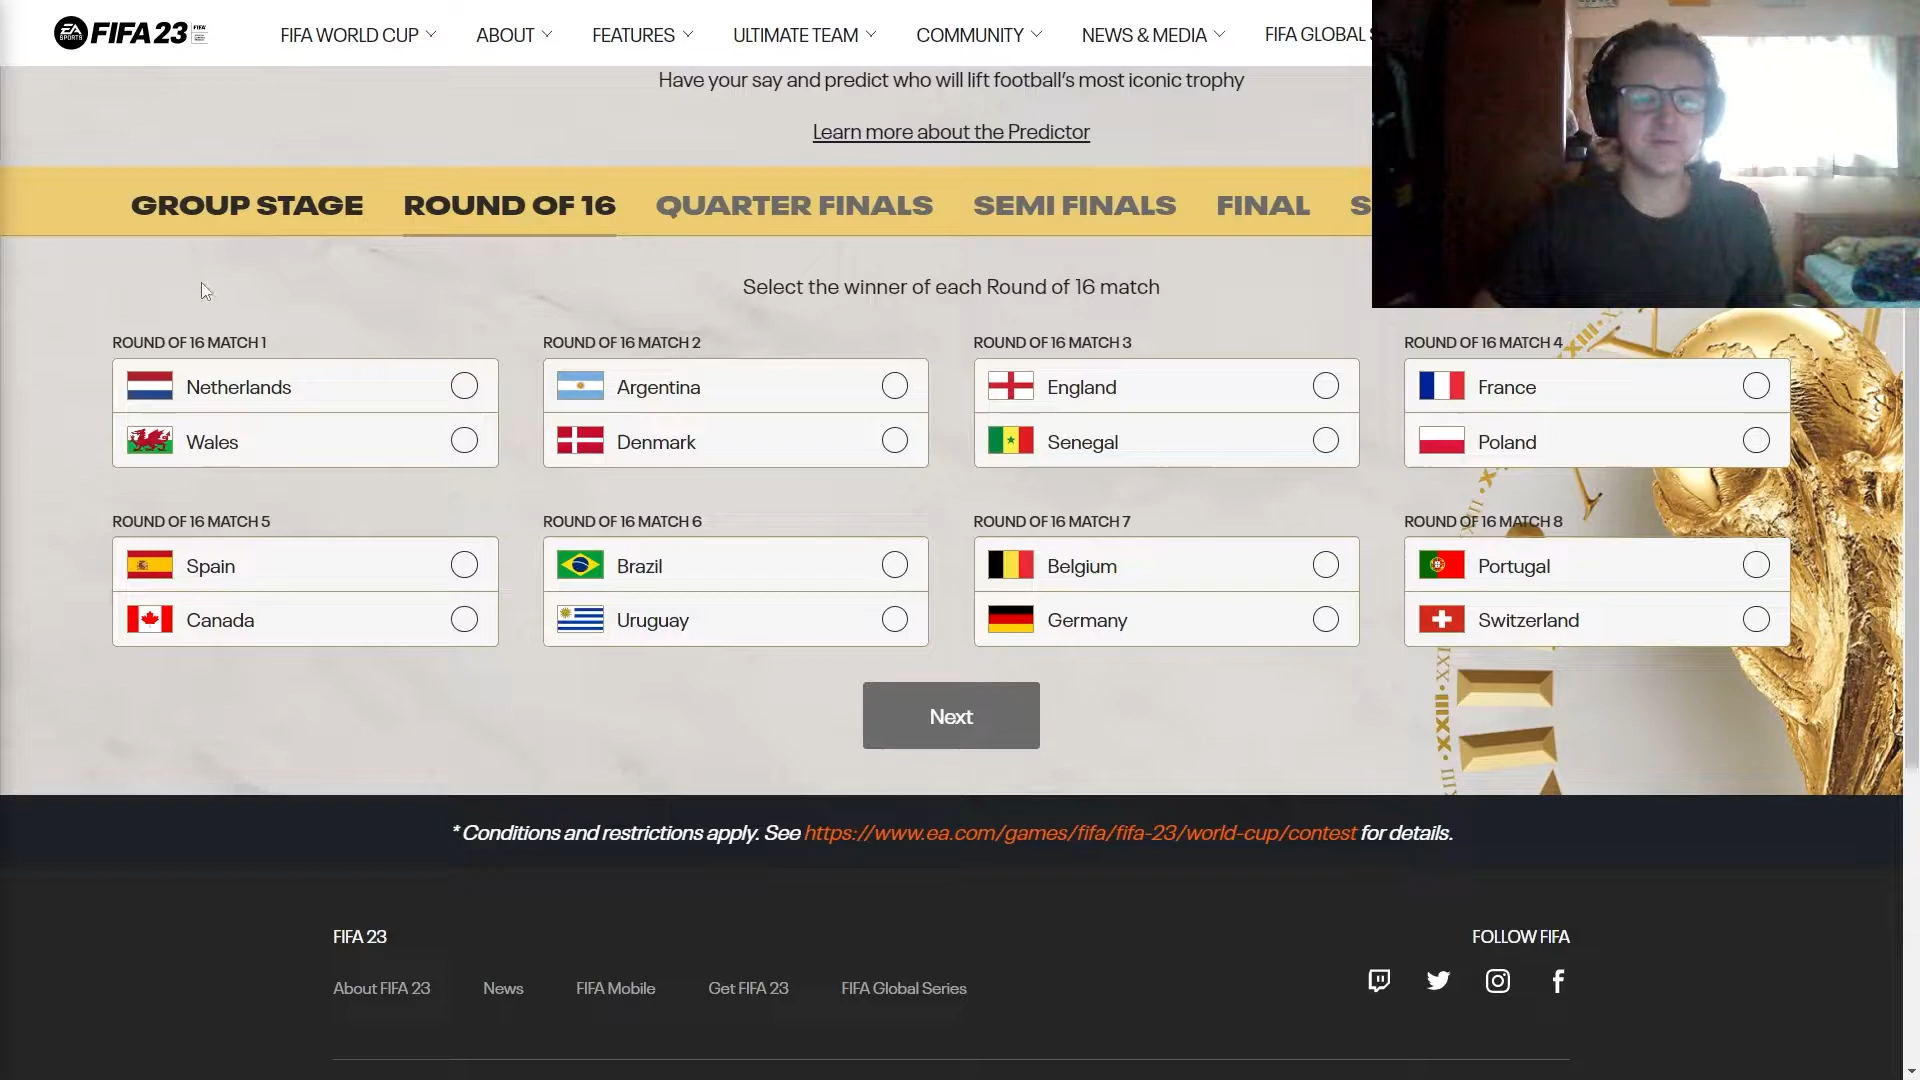 EA SPORTS FIFA 23
FIFA WORLD CUP ABOUT FEATURES ULTIMATE TEAM COMMUNITY NEWS & MEDIA FIFA GLOBAL S
Have your say and predict who will lift football's most iconic trophy
Learn more about the Predictor
GROUP STAGE ROUND OF 16 QUARTER FINALS SEMI FINALS FINAL S
Select the winner of each Round of 16 match
ROUND OF 16 MATCH 1
Netherlands
Wales
ROUND OF 16 MATCH 2
Argentina
Denmark
ROUND OF 16 MATCH 3
England
Senegal
ROUND OF 16 MATCH 4
France
Poland
ROUND OF 16 MATCH 5
Spain
Canada
ROUND OF 16 MATCH 6
Brazil
Uruguay
ROUND OF 16 MATCH 7
Belgium
Germany
ROUND OF 16 MATCH 8
Portugal
Switzerland
Next
* Conditions and restrictions apply. See https://www.ea.com/games/fifa/fifa-23/world-cup/contest for details.
FIFA 23
FOLLOW FIFA
About FIFA 23 News FIFA Mobile Get FIFA 23 FIFA Global Series